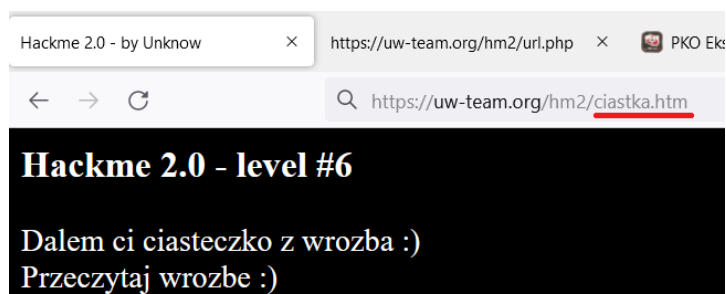 Hackme 2.0 - by Unknow × https://uw-team.org/hm2/url.php × PKO Eks
https://uw-team.org/hm2/ciastka.htm
Hackme 2.0 - level #6
Dalem ci ciasteczko z wrozba :)
Przeczytaj wrozbe :)